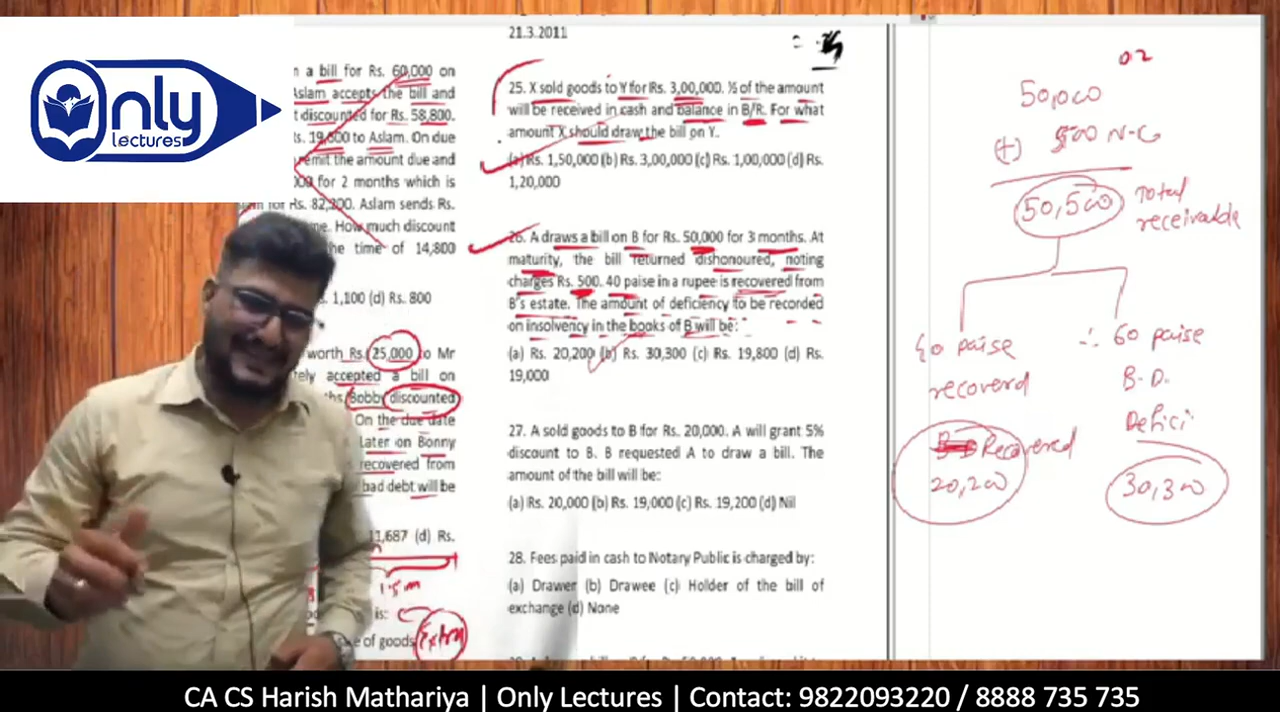 Only
Lectures
n a bill for Rs. 60,000 on
Aslam accepts the bill and
t discounted for Rs. 58,800.
to Aslam. On due
remit the amount due and
for 2 months which is
for Rs. 82,200. Aslam sends Rs.
How much discount
he time of 14,800
1,100 (d) Rs. 800
worth Rs. 25,000 to Mr
tely accepted a bill on
Bobby discounted
On the due date
Later on Bonny
recovered from
bad debt will be
11,687 (d) Rs.
1.5m
is:
Extra
ke of goods
21.3.2011
=
25. X sold goods to Y for Rs. 3,00,000. ½ of the amount
will be received in cash and balance in B/R. For what
amount X should draw the bill on Y.
(a) Rs. 1,50,000 (b) Rs. 3,00,000 (c) Rs. 1,00,000 (d) Rs.
1,20,000
26. A draws a bill on B for Rs. 50,000 for 3 months. At
maturity, the bill returned dishonoured, noting
charges Rs. 500. 40 paise in a rupee is recovered from
B's estate. The amount of deficiency to be recorded
on insolvency in the books of B will be:
(a) Rs. 20,200 (b) Rs. 30,300 (c) Rs. 19,800 (d) Rs.
19,000
27. A sold goods to B for Rs. 20,000. A will grant 5%
discount to B. B requested A to draw a bill. The
amount of the bill will be:
(a) Rs. 20,000 (b) Rs. 19,000 (c) Rs. 19,200 (d) Nil
28. Fees paid in cash to Notary Public is charged by:
(a) Drawer (b) Drawee (c) Holder of the bill of
exchange (d) None
02
50,000
(+) 500 N-C
50,500 Total
receivable
40 paise
recoverd
Recovered
20,200
∴ 60 paise
B.D.
Defici
30,300
CA CS Harish Mathariya | Only Lectures | Contact: 9822093220 / 8888 735 735